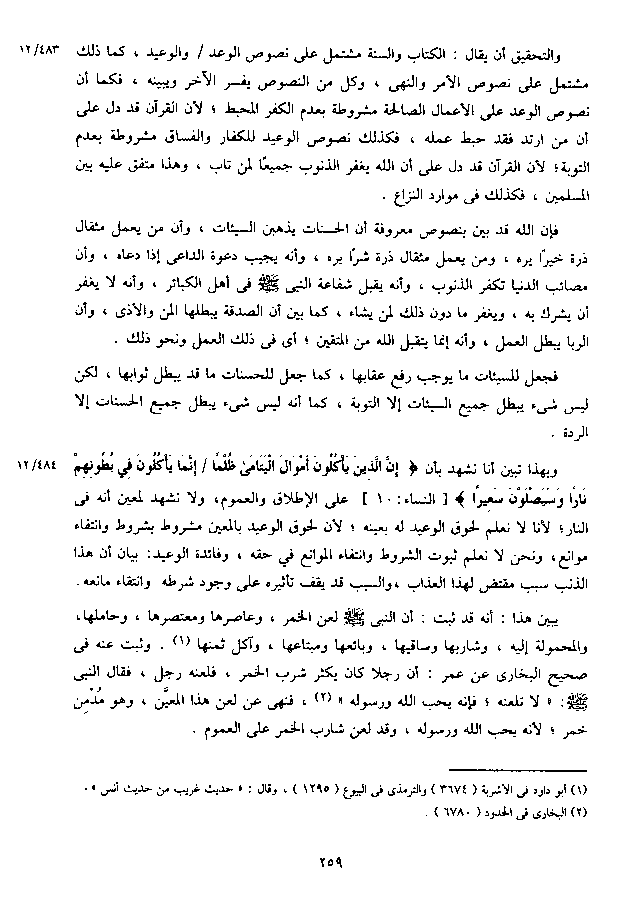 والتحقيق أن يقال : الكتاب والسنة مشتمل على نصوص الوعد / والوعيد ، كما ذلك ١٢/٤٨٣
مشتمل على نصوص الأمر والنهى ، وكل من النصوص يفسر الآخر ويبينه ، فكما أن
نصوص الوعد على الأعمال الصالحة مشروطة بعدم الكفر المحبط ؛ لأن القرآن قد دل على
أن من ارتد فقد حبط عمله ، فكذلك نصوص الوعيد للكفار والفساق مشروطة بعدم
التوبة؛ لأن القرآن قد دل على أن الله يغفر الذنوب جميعًا لمن تاب ، وهذا متفق عليه بين
المسلمين ، فكذلك فى موارد النزاع .
فإن الله قد بين بنصوص معروفة أن الحسنات يذهبن السيئات ، وأن من يعمل مثقال
ذرة خيرًا يره ، ومن يعمل مثقال ذرة شرًا يره ، وأنه يجيب دعوة الداعى إذا دعاه ، وأن
مصائب الدنيا تكفر الذنوب ، وأنه يقبل شفاعة النبى ﷺ فى أهل الكبائر ، وأنه لا يغفر
أن يشرك به ، ويغفر ما دون ذلك لمن يشاء ، كما بين أن الصدقة يبطلها المن والأذى ، وأن
الربا يبطل العمل ، وأنه إنما يتقبل الله من المتقين ؛ أى فى ذلك العمل ونحو ذلك .
فجعل للسيئات ما يوجب رفع عقابها ، كما جعل للحسنات ما قد يبطل ثوابها ، لكن
ليس شىء يبطل جميع السيئات إلا التوبة ، كما أنه ليس شىء يبطل جميع الحسنات إلا
الردة .
وبهذا تبين أنا نشهد بأن ﴿ إِنَّ الَّذِينَ يَأْكُلُونَ أَمْوَالَ الْيَتَامَىٰ ظُلْمًا / إِنَّمَا يَأْكُلُونَ فِي بُطُونِهِمْ ١٢/٤٨٤
نَارًا وَسَيَصْلَوْنَ سَعِيرًا ﴾ [ النساء: ١٠ ] على الإطلاق والعموم، ولا نشهد لمعين أنه فى
النار؛ لأنا لا نعلم لحوق الوعيد له بعينه ؛ لأن لحوق الوعيد بالمعين مشروط بشروط وانتفاء
موانع، ونحن لا نعلم ثبوت الشروط وانتفاء الموانع في حقه ، وفائدة الوعيد: بيان أن هذا
الذنب سبب مقتض لهذا العذاب ،والسبب قد يقف تأثيره على وجود شرطه وانتفاء مانعه.
يبين هذا : أنه قد ثبت : أن النبى ﷺ لعن الخمر ، وعاصرها ومعتصرها ، وحاملها،
والمحمولة إليه ، وشاربها وساقيها ، وبائعها ومبتاعها ، وآكل ثمنها (١) . وثبت عنه فى
صحيح البخارى عن عمر : أن رجلا كان يكثر شرب الخمر ، فلعنه رجل ، فقال النبى
ﷺ: « لا تلعنه ؛ فإنه يحب الله ورسوله » (٢) ، فنهى عن لعن هذا المعيَّن ، وهو مُدْمِن
خمر ؛ لأنه يحب الله ورسوله ، وقد لعن شارب الخمر على العموم .
(١) أبو داود فى الأشربة ( ٣٦٧٤ ) والترمذى فى البيوع ( ١٢٩٥ ) ، وقال : « حديث غريب من حديث أنس » .
(٢) البخارى فى الحدود ( ٦٧٨٠ ) .
٢٥٩